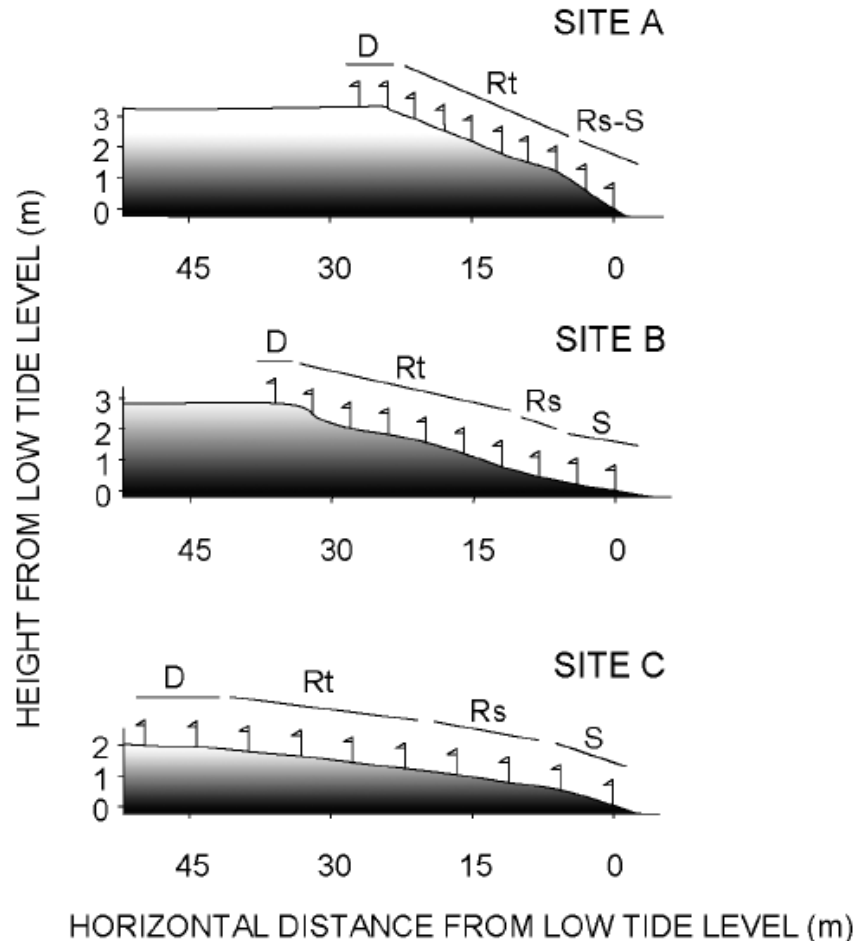 SITE A
D
Rt
Rs-S
3
2
1
0
45 30 15 0
SITE B
D
Rt
Rs
S
3
2
1
0
45 30 15 0
SITE C
D
Rt
Rs
S
2
1
0
45 30 15 0
HEIGHT FROM LOW TIDE LEVEL (m)
HORIZONTAL DISTANCE FROM LOW TIDE LEVEL (m)